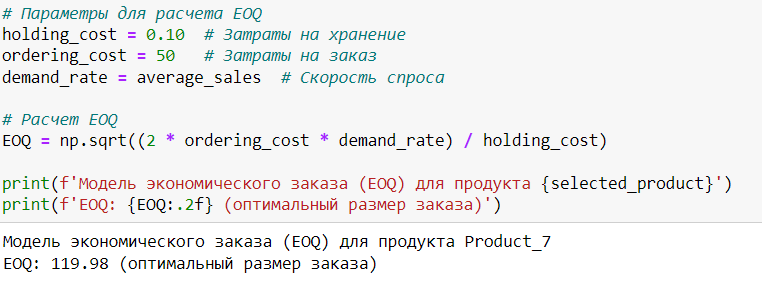 # Параметры для расчета EOQ
holding_cost = 0.10  # Затраты на хранение
ordering_cost = 50   # Затраты на заказ
demand_rate = average_sales  # Скорость спроса
# Расчет EOQ
EOQ = np.sqrt((2 * ordering_cost * demand_rate) / holding_cost)
print(f'Модель экономического заказа (EOQ) для продукта {selected_product}')
print(f'EOQ: {EOQ:.2f} (оптимальный размер заказа)')
Модель экономического заказа (EOQ) для продукта Product_7
EOQ: 119.98 (оптимальный размер заказа)